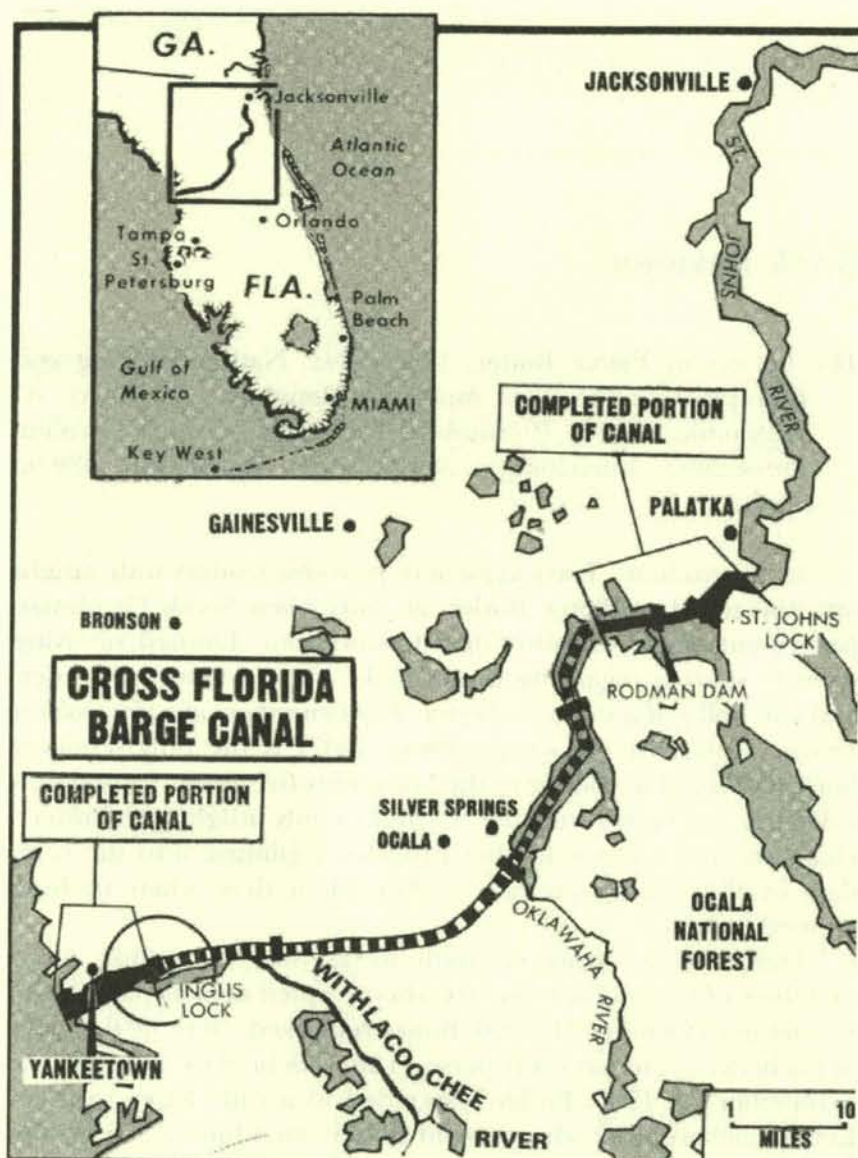 GA.
Jacksonville
Atlantic
Ocean
Orlando
Tampa
St.
Petersburg
FLA.
Palm
Beach
Gulf of
Mexico
MIAMI
Key West
JACKSONVILLE
ST.
JOHNS
RIVER
COMPLETED PORTION
OF CANAL
GAINESVILLE
PALATKA
BRONSON
ST. JOHNS
LOCK
RODMAN DAM
CROSS FLORIDA
BARGE CANAL
COMPLETED PORTION
OF CANAL
SILVER SPRINGS
OCALA
OKLAWAHA
RIVER
OCALA
NATIONAL
FOREST
INGLIS
LOCK
YANKEETOWN
WITHLACOOCHEE
RIVER
1 10
MILES